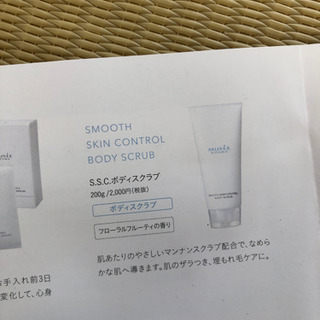 SMOOTH
SKIN CONTROL
BODY SCRUB
S.S.C.ボディスクラブ
200g/2,000円(税抜)
ボディスクラブ
フローラルフルーティの香り
肌あたりのやさしいマンナンスクラブ配合で、なめら
かな肌へ導きます。肌のザラつき、埋もれ毛ケアに。
お手入れ前3日
変化して、心身